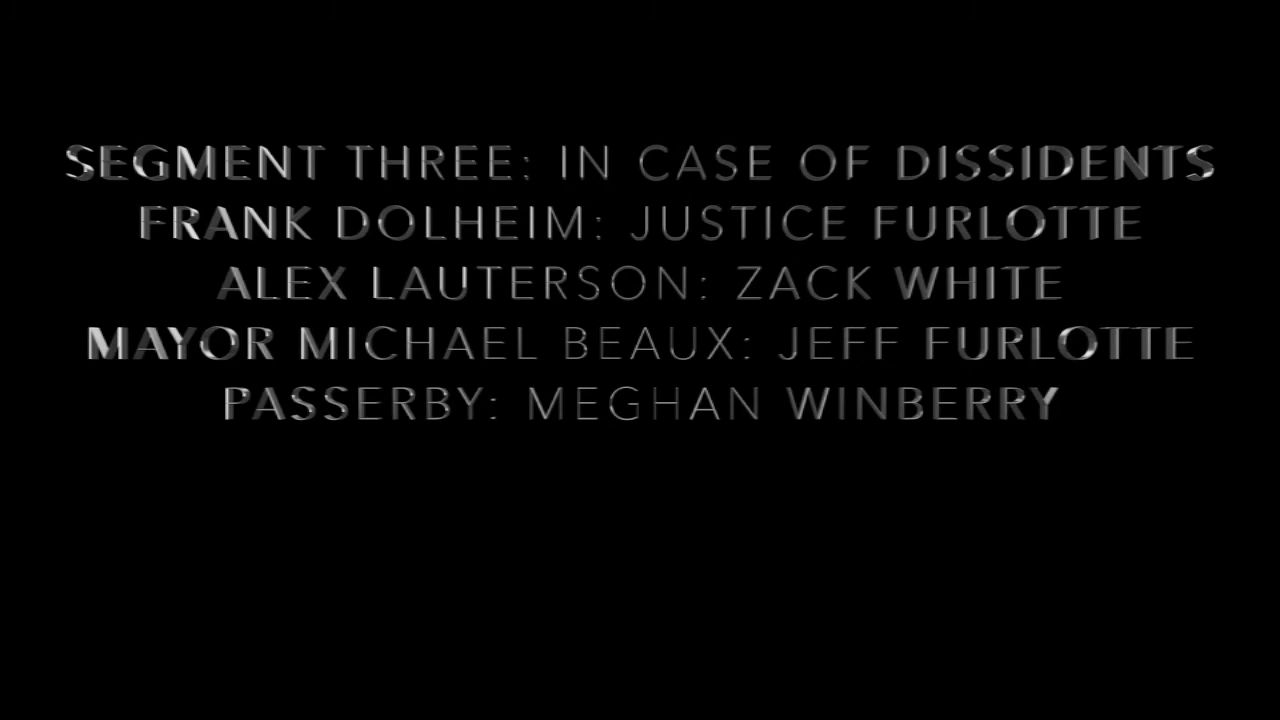 SEGMENT THREE: IN CASE OF DISSIDENTS
FRANK DOLHEIM: JUSTICE FURLOTTE
ALEX LAUTERSON: ZACK WHITE
MAYOR MICHAEL BEAUX: JEFF FURLOTTE
PASSERBY: MEGHAN WINBERRY